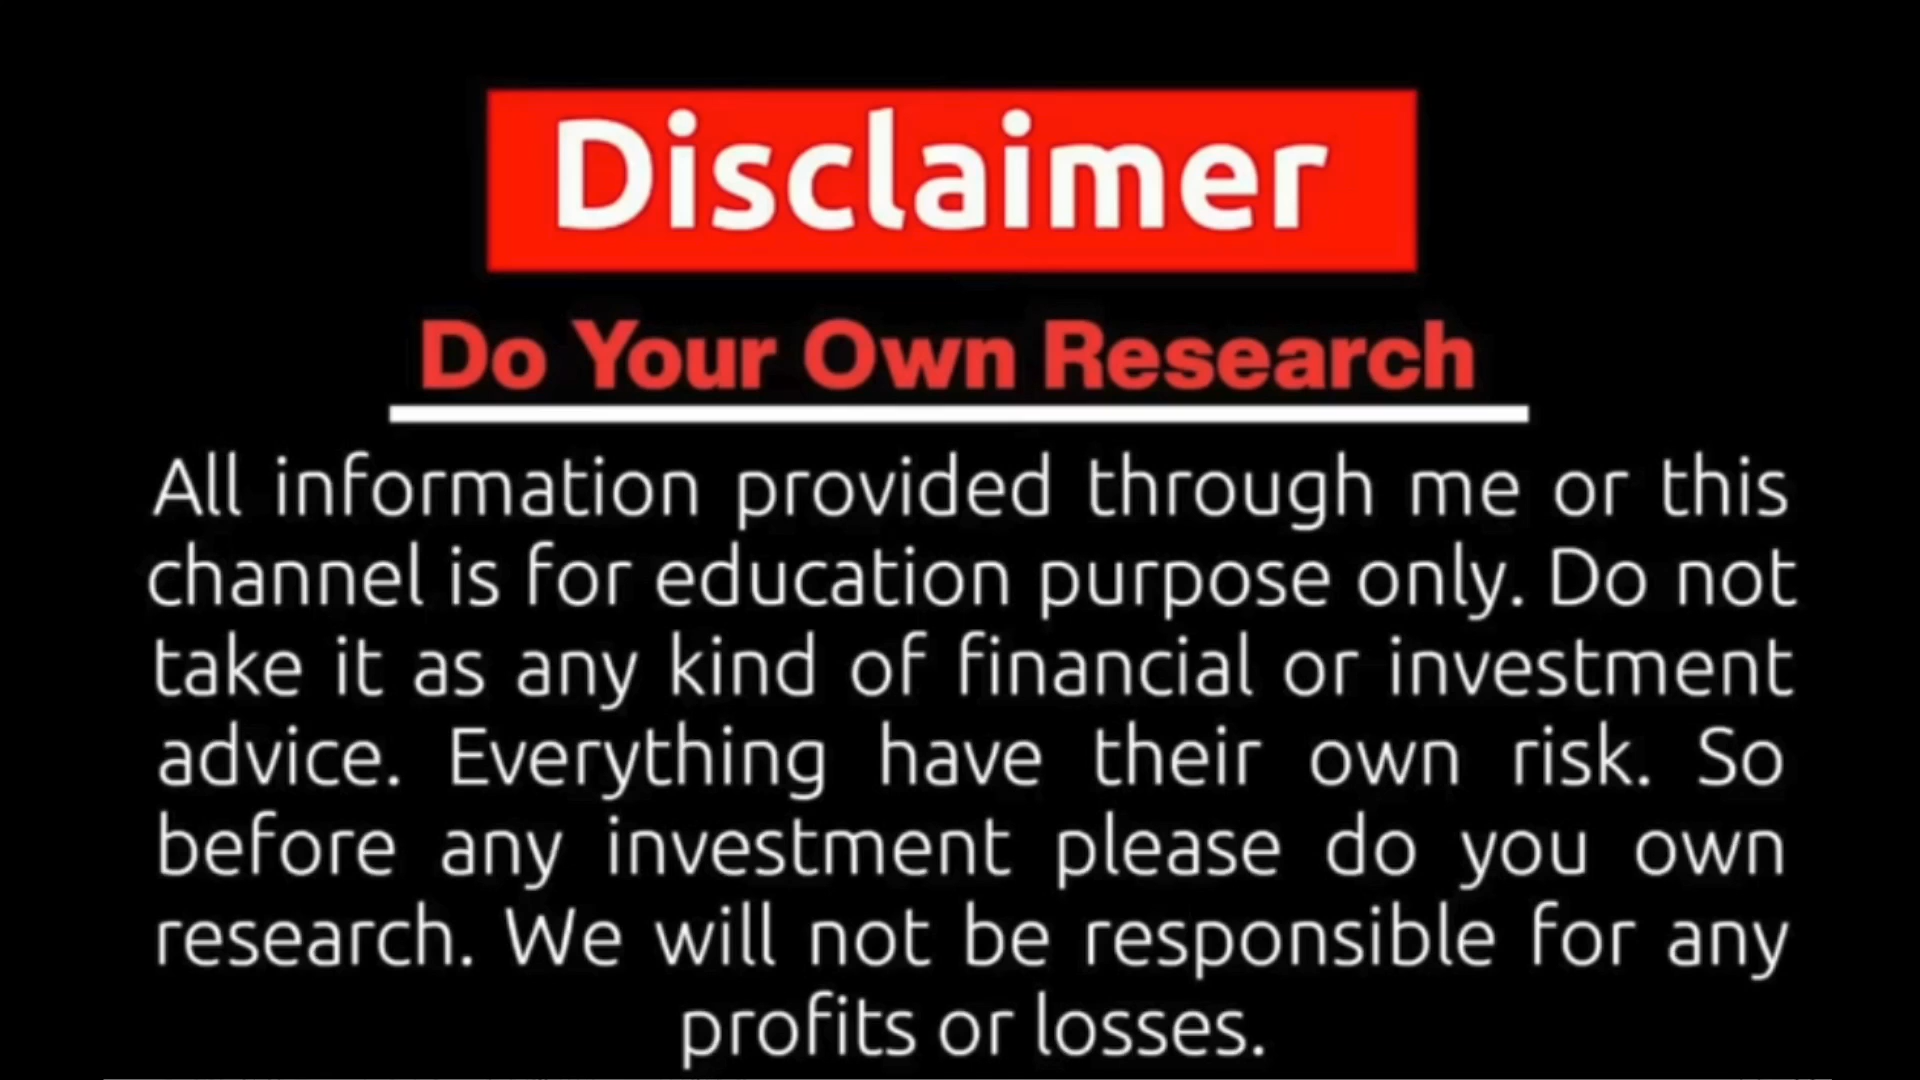 Disclaimer
Do Your Own Research
All information provided through me or this
channel is for education purpose only. Do not
take it as any kind of financial or investment
advice. Everything have their own risk. So
before any investment please do you own
research. We will not be responsible for any
profits or losses.